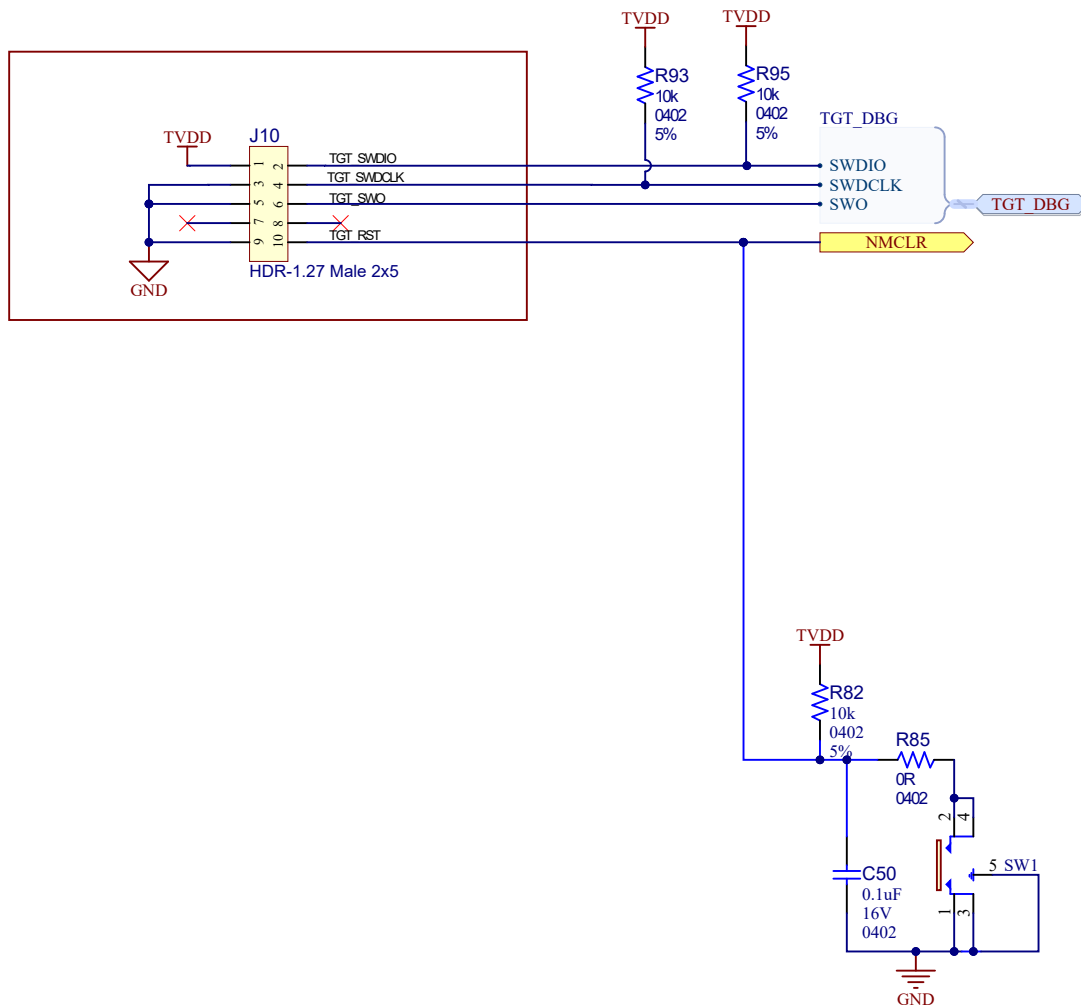 TVDD
TVDD
R93
10k
0402
5%
R95
10k
0402
5%
TGT_DBG
J10
TVDD
1
2
TGT_SWDIO
SWDIO
3
4
TGT_SWDCLK
SWDCLK
5
6
TGT_SWO
SWO
TGT_DBG
7
8
9
10
TGT_RST
NMCLR
HDR-1.27 Male 2x5
GND
TVDD
R82
10k
0402
5%
R85
0R
0402
2
4
C50
0.1uF
16V
0402
5
SW1
1
3
GND